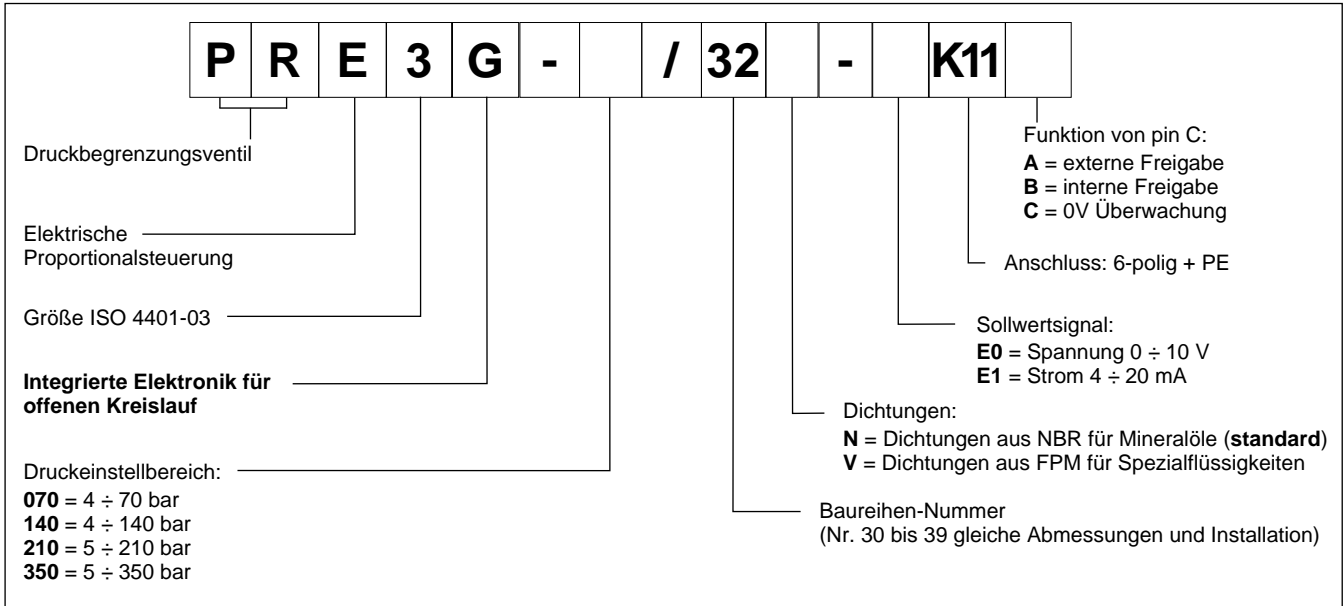 P R E 3 G - / 32 - K11
Druckbegrenzungsventil
Elektrische
Proportionalsteuerung
Größe ISO 4401-03
Integrierte Elektronik für
offenen Kreislauf
Druckeinstellbereich:
070 = 4 ÷ 70 bar
140 = 4 ÷ 140 bar
210 = 5 ÷ 210 bar
350 = 5 ÷ 350 bar
Funktion von pin C:
A = externe Freigabe
B = interne Freigabe
C = 0V Überwachung
Anschluss: 6-polig + PE
Sollwertsignal:
E0 = Spannung 0 ÷ 10 V
E1 = Strom 4 ÷ 20 mA
Dichtungen:
N = Dichtungen aus NBR für Mineralöle (standard)
V = Dichtungen aus FPM für Spezialflüssigkeiten
Baureihen-Nummer
(Nr. 30 bis 39 gleiche Abmessungen und Installation)